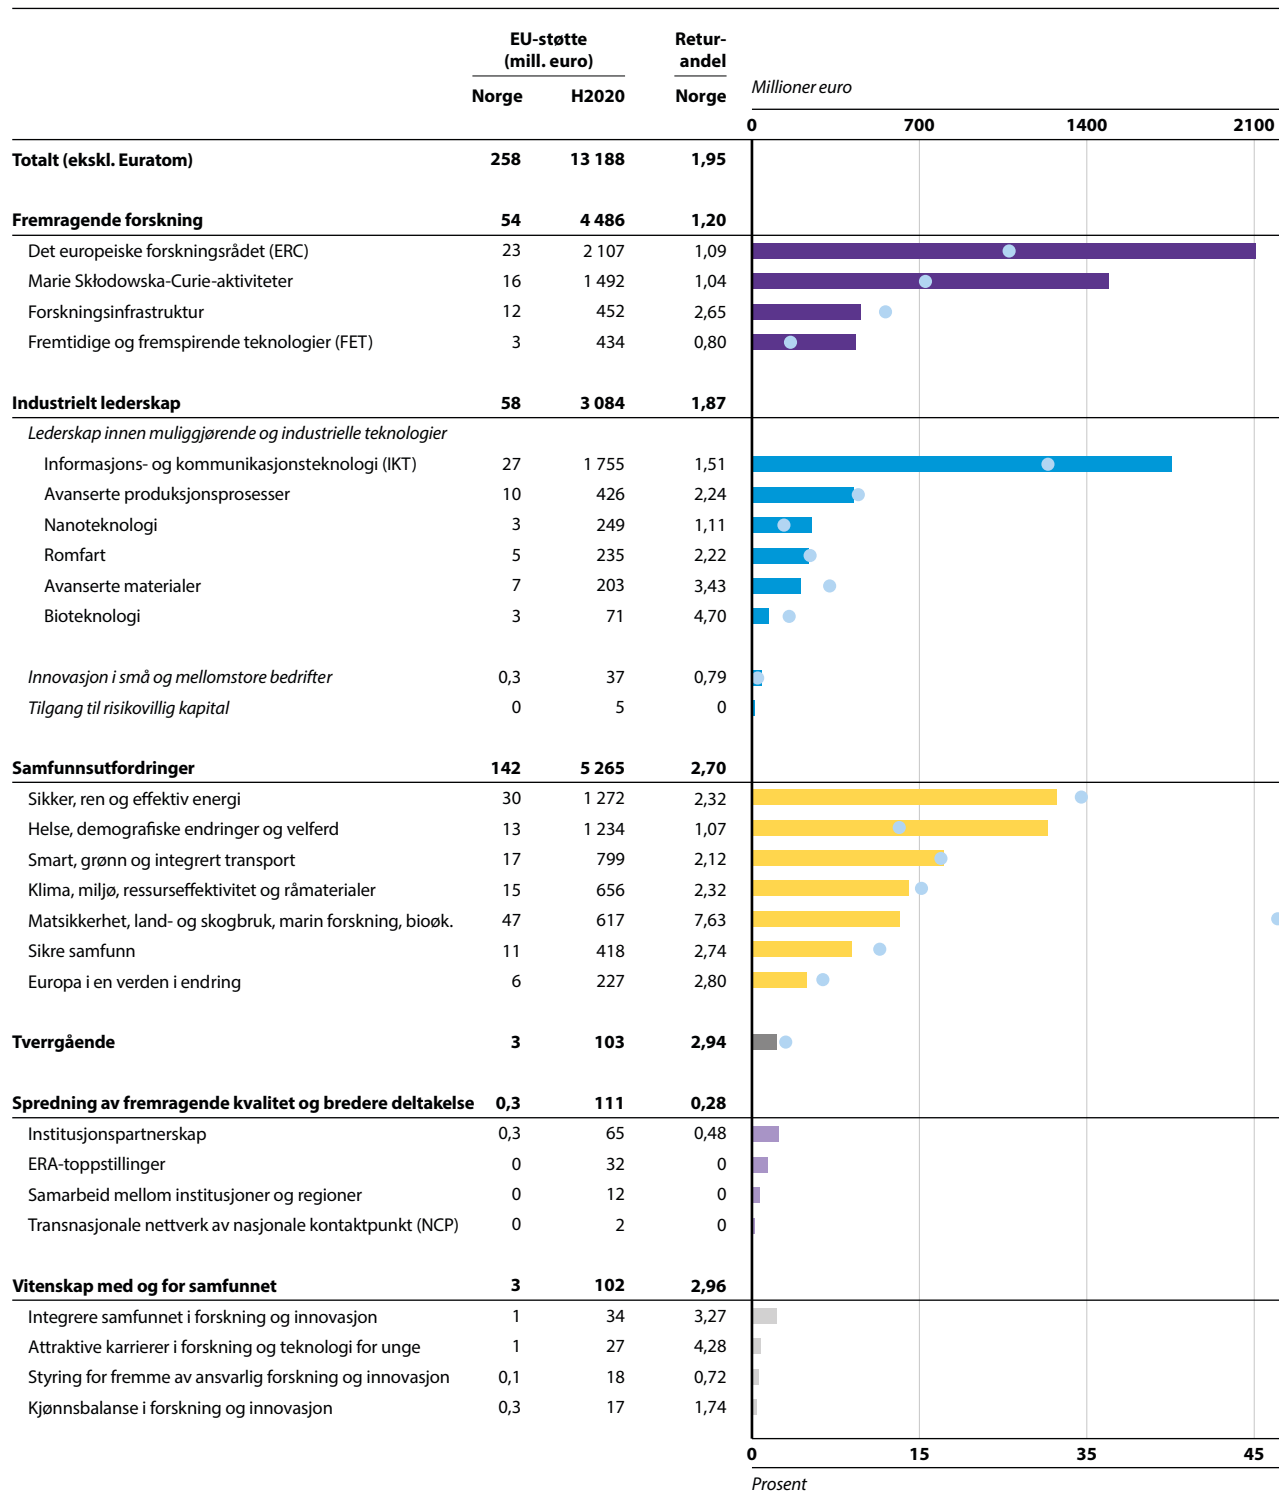 EU-støtte (mill. euro) Retur-andel
Norge H2020 Norge Millioner euro
0 700 1400 2100
Totalt (ekskl. Euratom) 258 13 188 1,95
Fremragende forskning 54 4 486 1,20
Det europeiske forskningsrådet (ERC) 23 2 107 1,09
Marie Skłodowska-Curie-aktiviteter 16 1 492 1,04
Forskningsinfrastruktur 12 452 2,65
Fremtidige og fremspirende teknologier (FET) 3 434 0,80
Industrielt lederskap 58 3 084 1,87
Lederskap innen muliggjørende og industrielle teknologier
Informasjons- og kommunikasjonsteknologi (IKT) 27 1 755 1,51
Avanserte produksjonsprosesser 10 426 2,24
Nanoteknologi 3 249 1,11
Romfart 5 235 2,22
Avanserte materialer 7 203 3,43
Bioteknologi 3 71 4,70
Innovasjon i små og mellomstore bedrifter 0,3 37 0,79
Tilgang til risikovillig kapital 0 5 0
Samfunnsutfordringer 142 5 265 2,70
Sikker, ren og effektiv energi 30 1 272 2,32
Helse, demografiske endringer og velferd 13 1 234 1,07
Smart, grønn og integrert transport 17 799 2,12
Klima, miljø, ressurseffektivitet og råmaterialer 15 656 2,32
Matsikkerhet, land- og skogbruk, marin forskning, bioøk. 47 617 7,63
Sikre samfunn 11 418 2,74
Europa i en verden i endring 6 227 2,80
Tverrgående 3 103 2,94
Spredning av fremragende kvalitet og bredere deltakelse 0,3 111 0,28
Institusjonspartnerskap 0,3 65 0,48
ERA-toppstillinger 0 32 0
Samarbeid mellom institusjoner og regioner 0 12 0
Transnasjonale nettverk av nasjonale kontaktpunkt (NCP) 0 2 0
Vitenskap med og for samfunnet 3 102 2,96
Integrere samfunnet i forskning og innovasjon 1 34 3,27
Attraktive karrierer i forskning og teknologi for unge 1 27 4,28
Styring for fremme av ansvarlig forskning og innovasjon 0,1 18 0,72
Kjønnsbalanse i forskning og innovasjon 0,3 17 1,74
0 15 35 45
Prosent